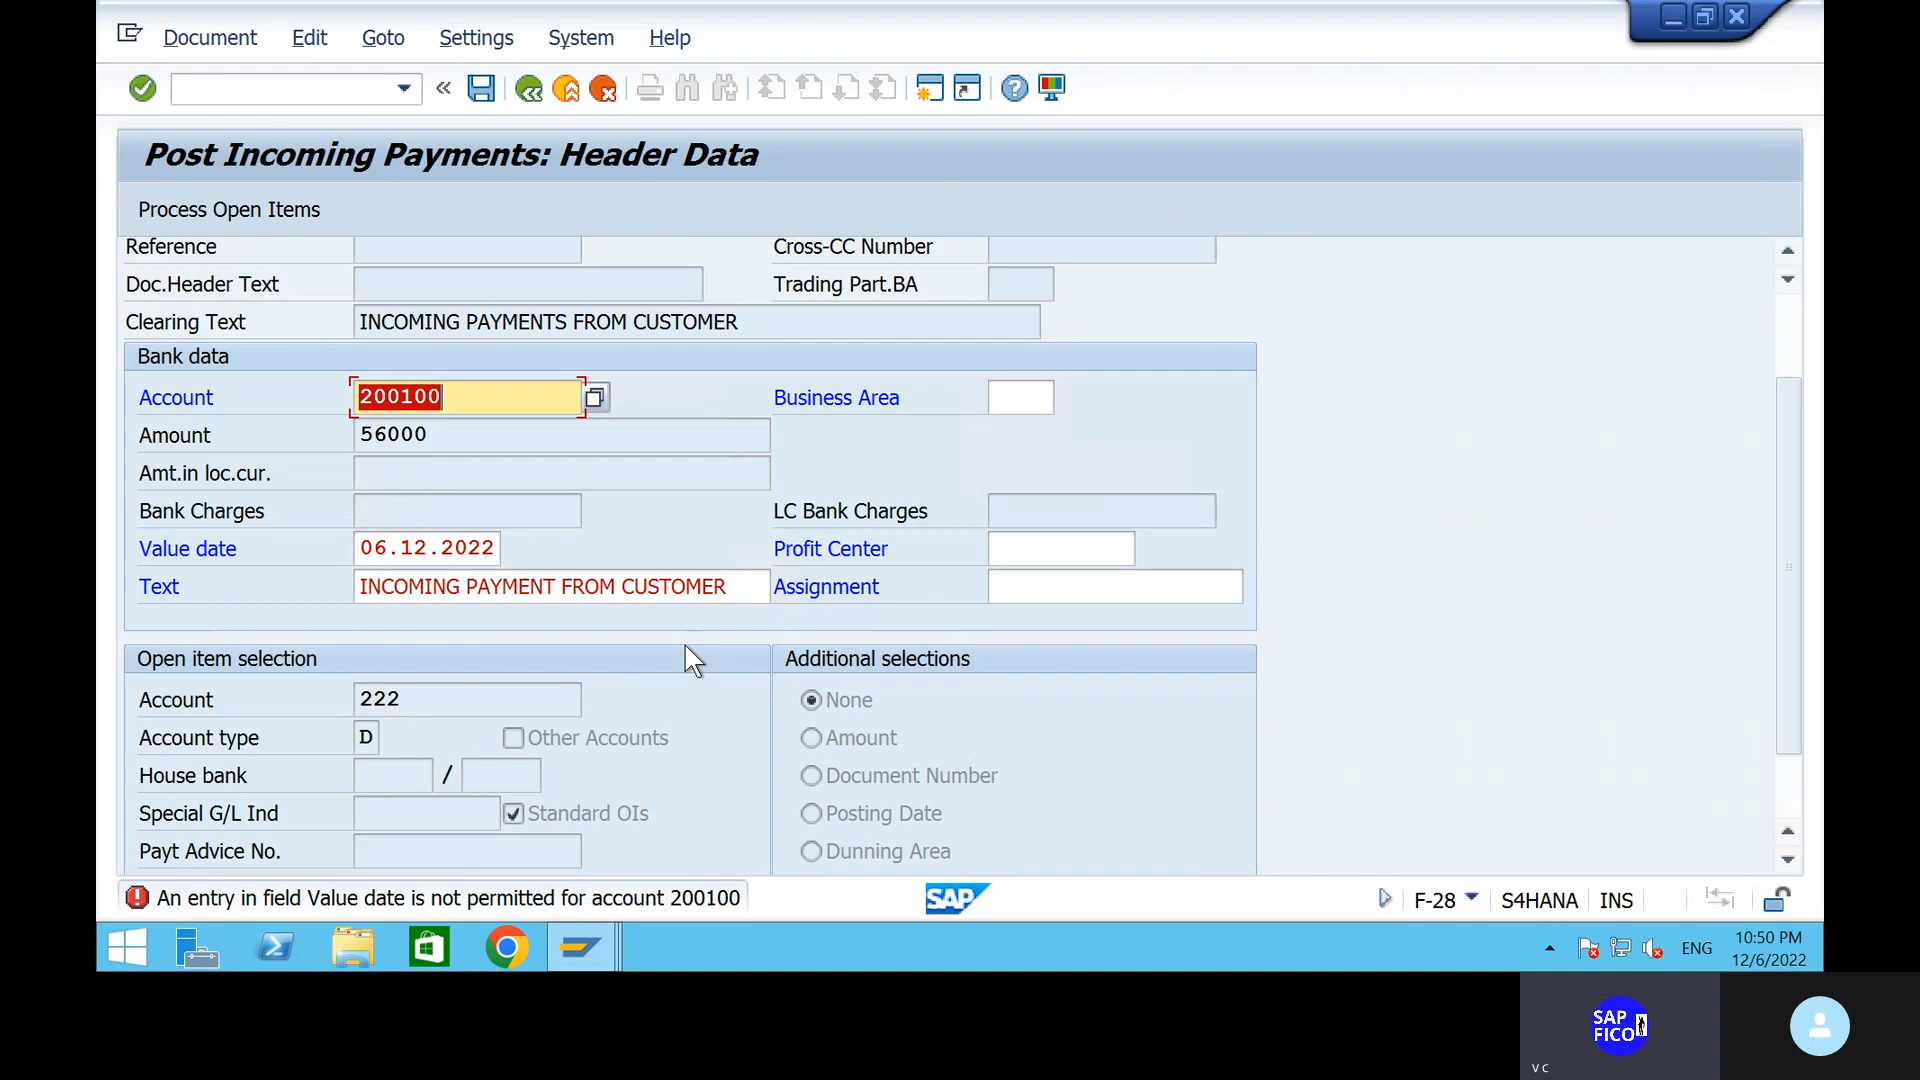 Document Edit Goto Settings System Help
Post Incoming Payments: Header Data
Process Open Items
Reference Cross-CC Number
Doc.Header Text Trading Part.BA
Clearing Text INCOMING PAYMENTS FROM CUSTOMER
Bank data
Account 200100 Business Area
Amount 56000
Amt.in loc.cur.
Bank Charges LC Bank Charges
Value date 06.12.2022 Profit Center
Text INCOMING PAYMENT FROM CUSTOMER Assignment
Open item selection Additional selections
Account 222 None
Account type D Other Accounts Amount
House bank / Document Number
Special G/L Ind Standard OIs Posting Date
Payt Advice No. Dunning Area
An entry in field Value date is not permitted for account 200100 SAP F-28 S4HANA INS
ENG 10:50 PM
12/6/2022
SAP
FICO
V C